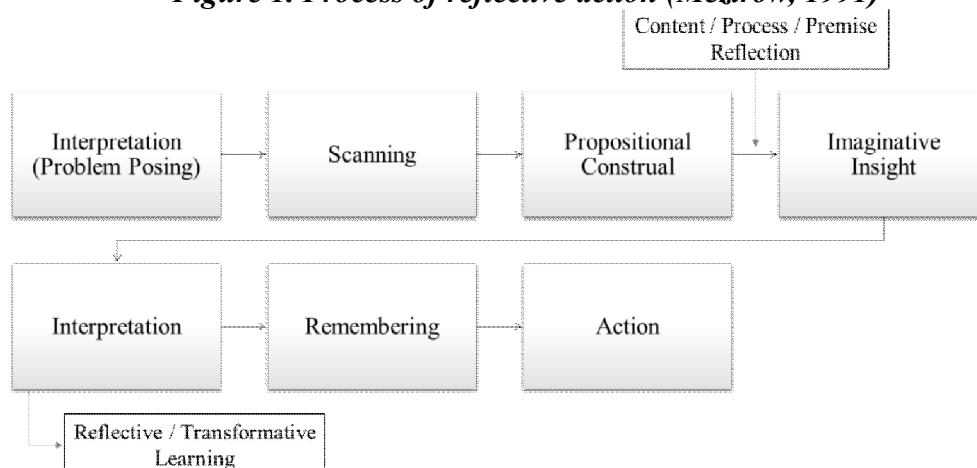 Figure 1. Process of reflective action (Mezirow, 1991)
Content / Process / Premise
Reflection
Interpretation
(Problem Posing)
Scanning
Propositional
Construal
Imaginative
Insight
Interpretation
Remembering
Action
Reflective / Transformative
Learning